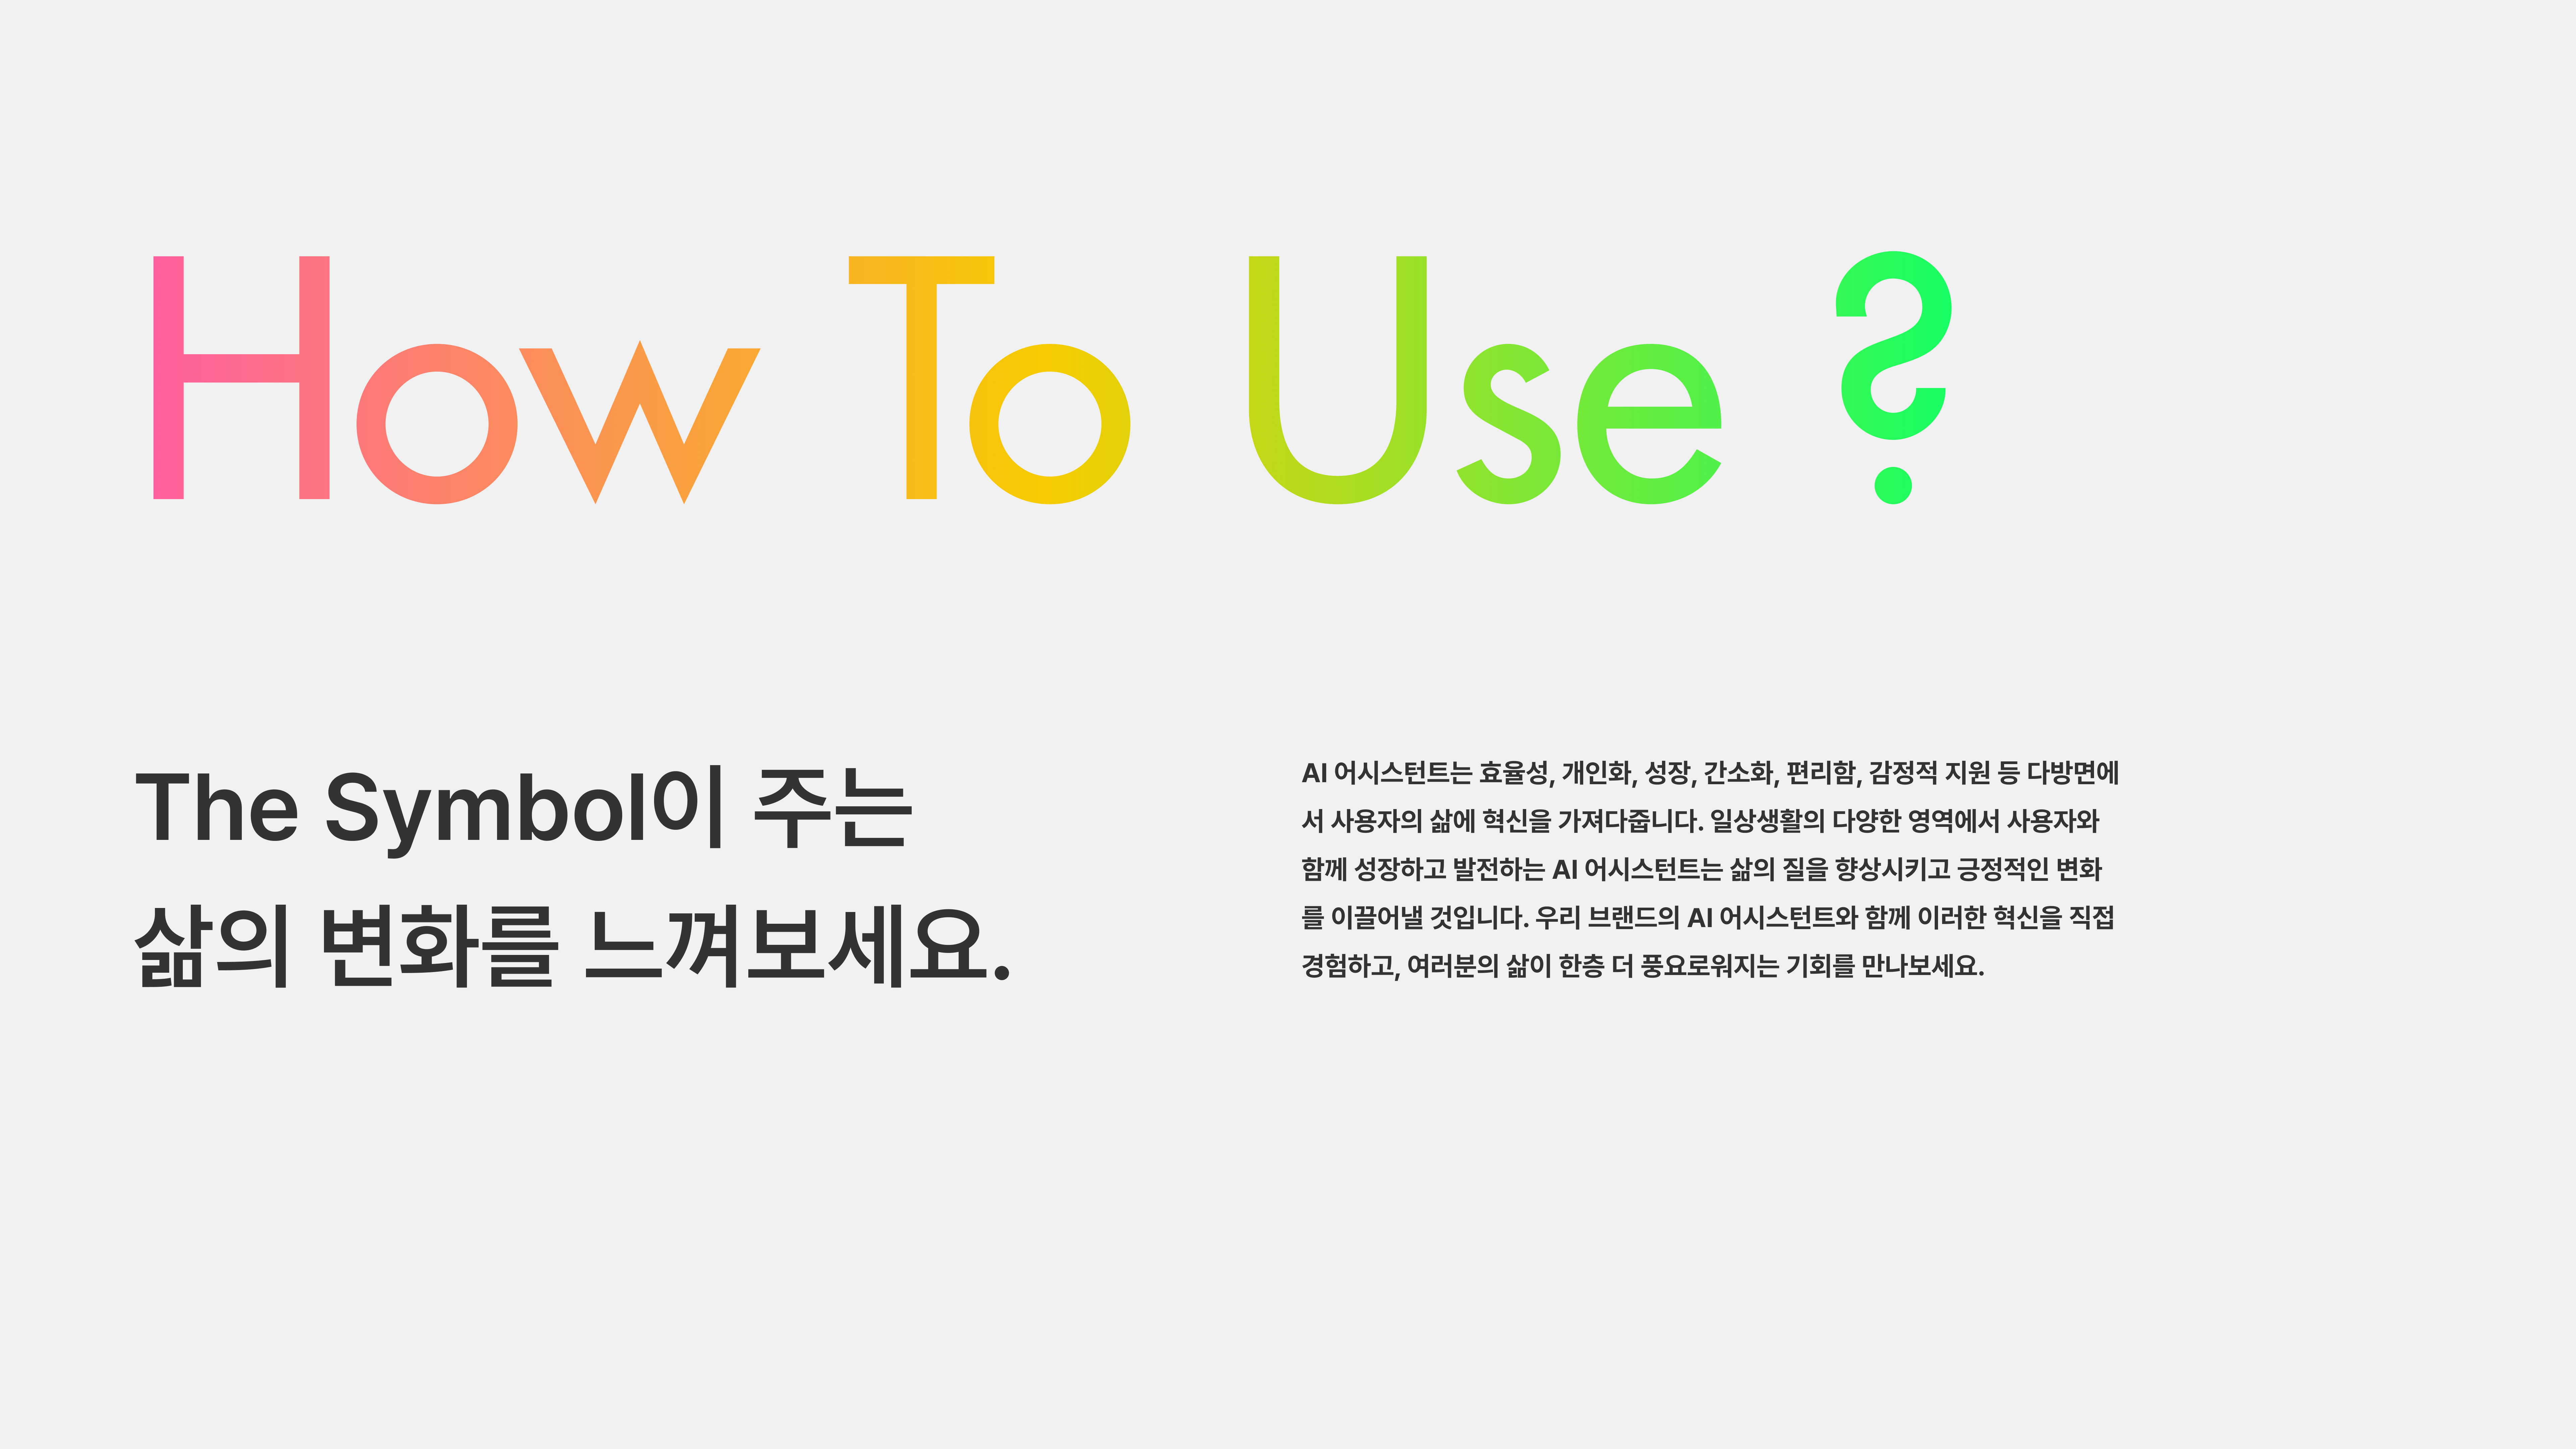 How To Use ?
The Symbol이 주는
삶의 변화를 느껴보세요.
AI 어시스턴트는 효율성, 개인화, 성장, 간소화, 편리함, 감정적 지원 등 다방면에
서 사용자의 삶에 혁신을 가져다줍니다. 일상생활의 다양한 영역에서 사용자와
함께 성장하고 발전하는 AI 어시스턴트는 삶의 질을 향상시키고 긍정적인 변화
를 이끌어낼 것입니다. 우리 브랜드의 AI 어시스턴트와 함께 이러한 혁신을 직접
경험하고, 여러분의 삶이 한층 더 풍요로워지는 기회를 만나보세요.